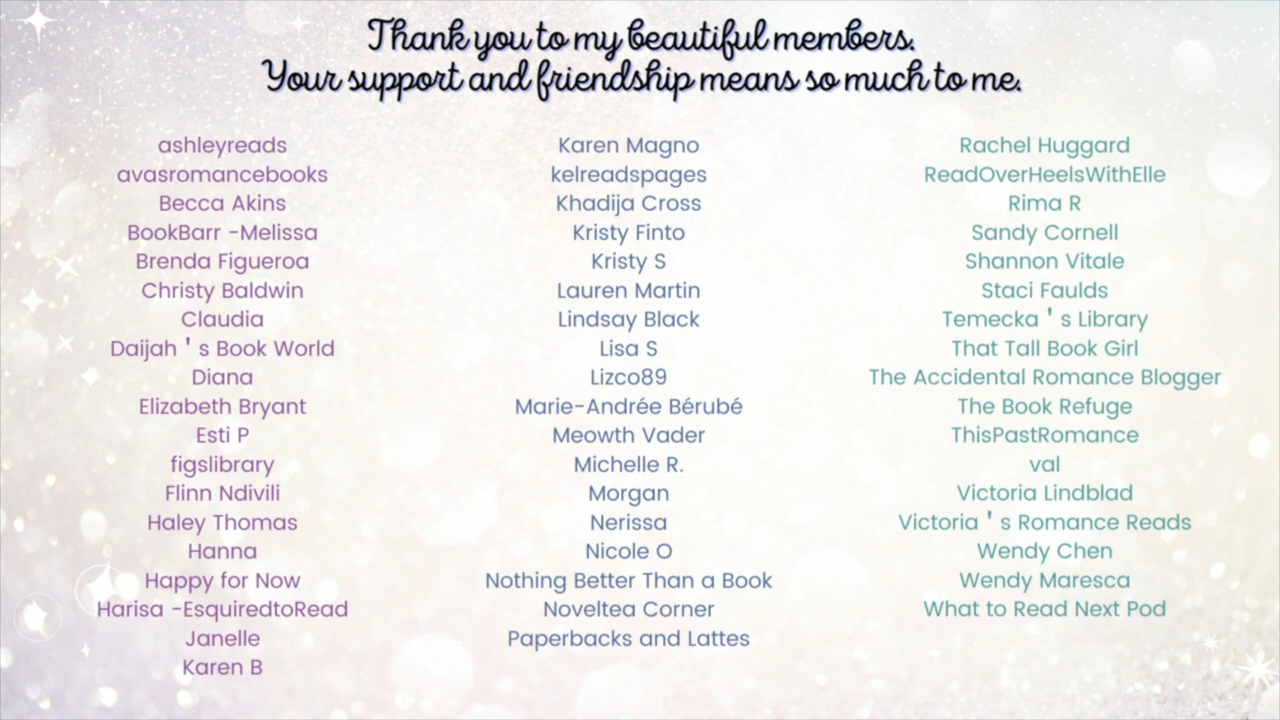 Thank you to my beautiful members.
Your support and friendship means so much to me.
ashleyreads
avasromancebooks
Becca Akins
BookBarr -Melissa
Brenda Figueroa
Christy Baldwin
Claudia
Daijah ' s Book World
Diana
Elizabeth Bryant
Esti P
figslibrary
Flinn Ndivili
Haley Thomas
Hanna
Happy for Now
Harisa -EsquiredtoRead
Janelle
Karen B
Karen Magno
kelreadspages
Khadija Cross
Kristy Finto
Kristy S
Lauren Martin
Lindsay Black
Lisa S
Lizco89
Marie-Andrée Bérubé
Meowth Vader
Michelle R.
Morgan
Nerissa
Nicole O
Nothing Better Than a Book
Noveltea Corner
Paperbacks and Lattes
Rachel Huggard
ReadOverHeelsWithElle
Rima R
Sandy Cornell
Shannon Vitale
Staci Faulds
Temecka ' s Library
That Tall Book Girl
The Accidental Romance Blogger
The Book Refuge
ThisPastRomance
val
Victoria Lindblad
Victoria ' s Romance Reads
Wendy Chen
Wendy Maresca
What to Read Next Pod